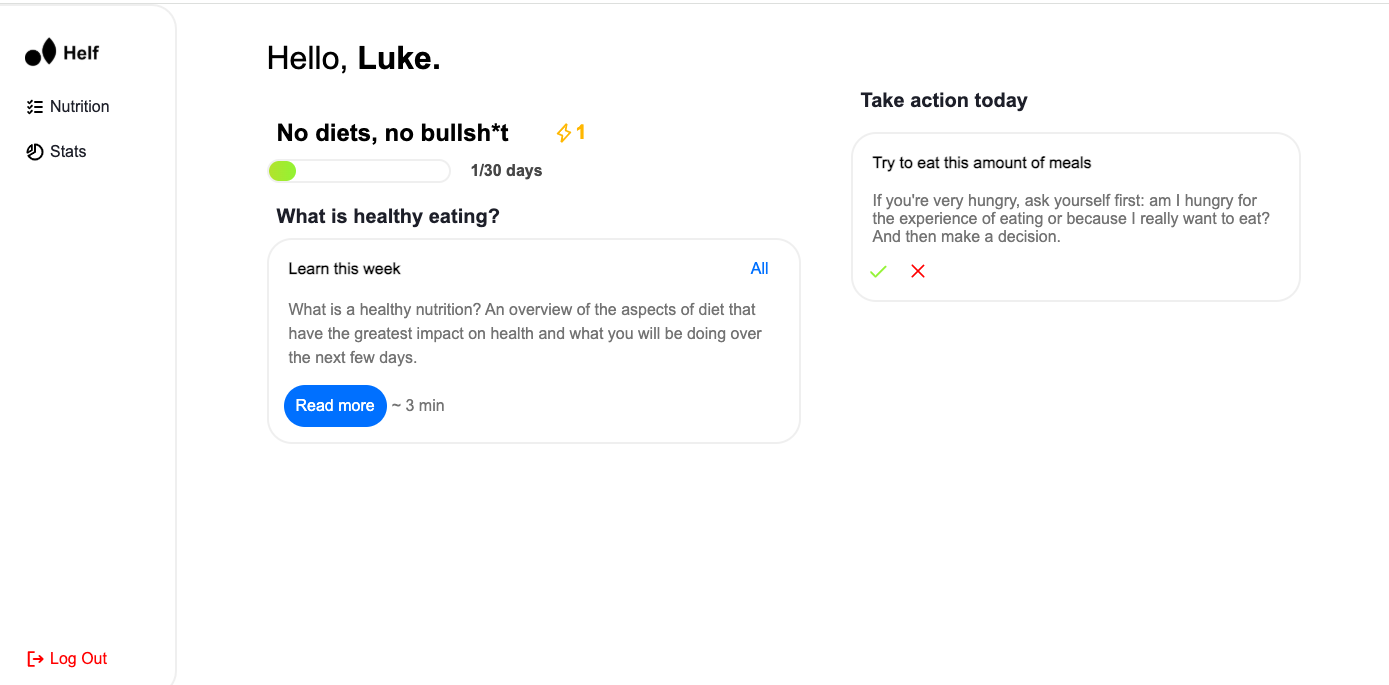 Helf
Nutrition
Stats
Log Out
Hello, Luke.
No diets, no bullsh*t
1
1/30 days
What is healthy eating?
Learn this week
All
What is a healthy nutrition? An overview of the aspects of diet that
have the greatest impact on health and what you will be doing over
the next few days.
Read more
~ 3 min
Take action today
Try to eat this amount of meals
If you're very hungry, ask yourself first: am I hungry for
the experience of eating or because I really want to eat?
And then make a decision.